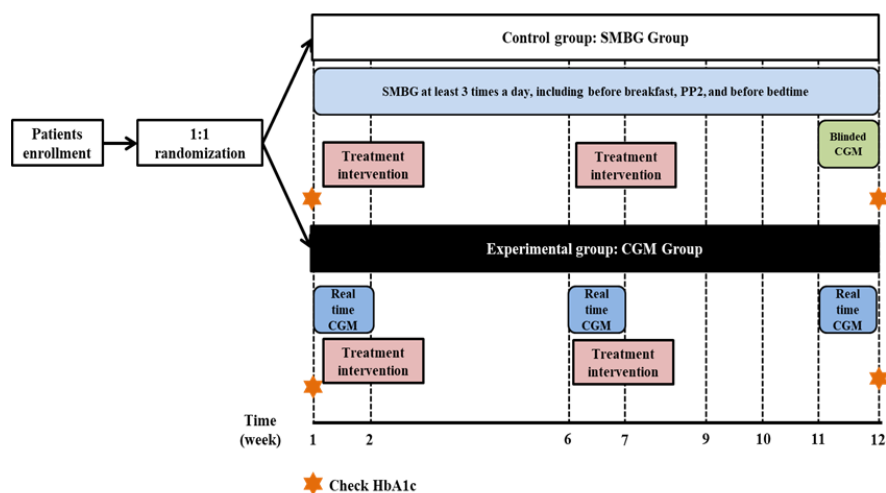 Control group: SMBG Group
SMBG at least 3 times a day, including before breakfast, PP2, and before bedtime
Patients
enrollment
1:1
randomization
Treatment
intervention
Treatment
intervention
Blinded
CGM
Experimental group: CGM Group
Real
time
CGM
Real
time
CGM
Real
time
CGM
Treatment
intervention
Treatment
intervention
Time
(week)
1 2 6 7 9 10 11 12
Check HbA1c